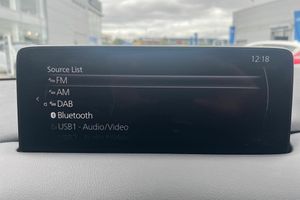 Source List
12:18
FM
AM
DAB
Bluetooth
USB1 - Audio/Video